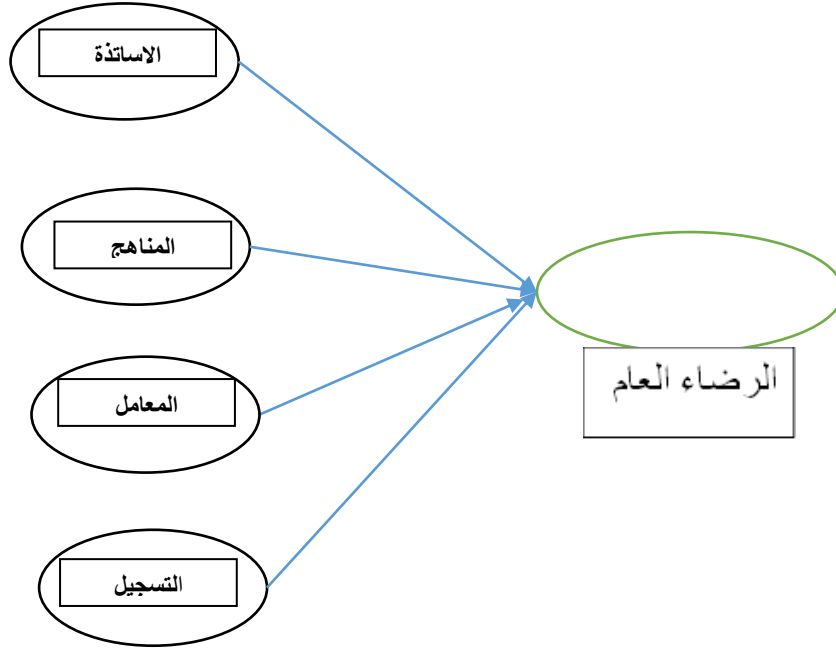 الاساتذة
المناهج
المعامل
التسجيل
الرضاء العام